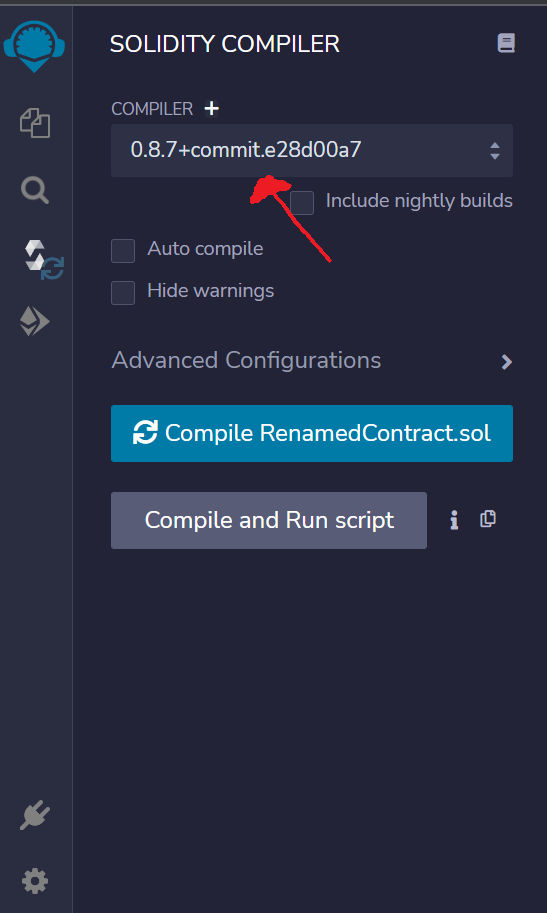 SOLIDITY COMPILER
COMPILER +
0.8.7+commit.e28d00a7
Include nightly builds
Auto compile
Hide warnings
Advanced Configurations
Compile RenamedContract.sol
Compile and Run script